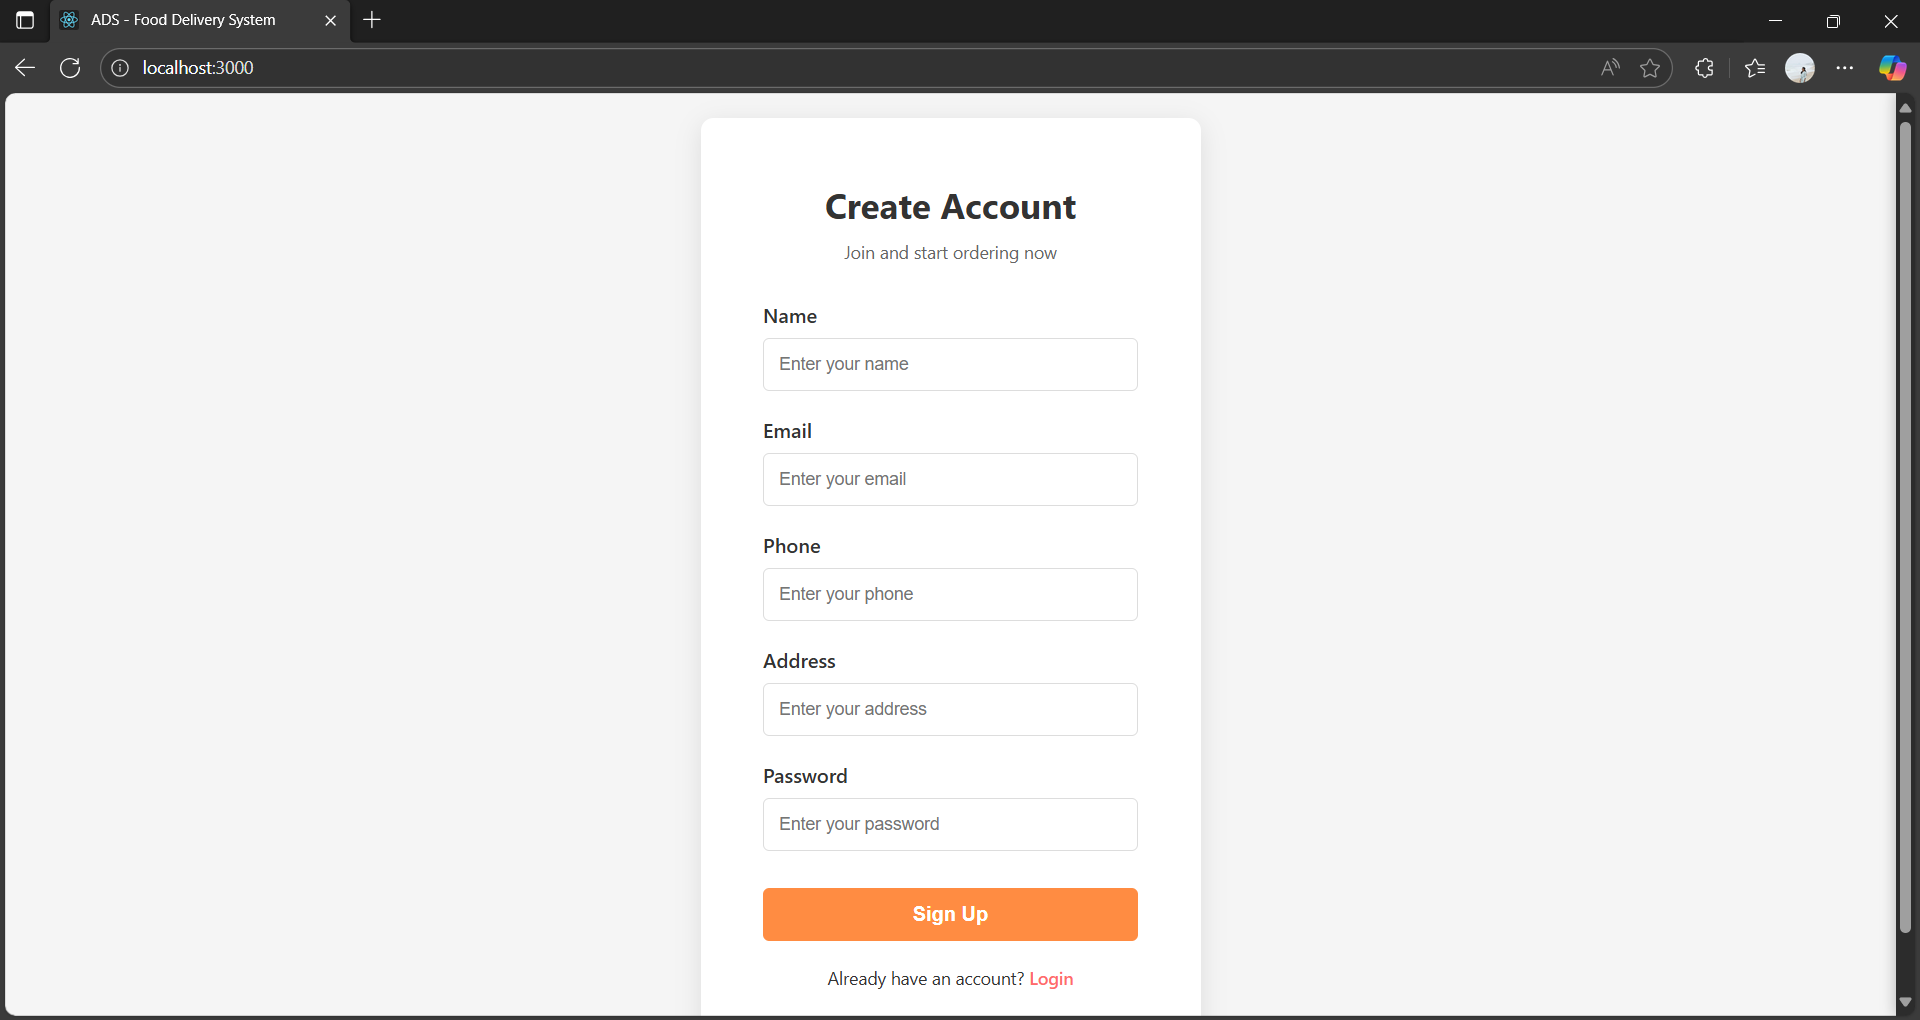 ADS - Food Delivery System
localhost:3000
Create Account
Join and start ordering now
Name
Enter your name
Email
Enter your email
Phone
Enter your phone
Address
Enter your address
Password
Enter your password
Sign Up
Already have an account? Login